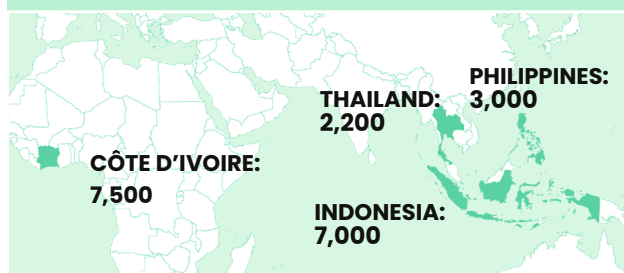 PHILIPPINES:
3,000
THAILAND:
2,200
CÔTE D’IVOIRE:
7,500
INDONESIA:
7,000